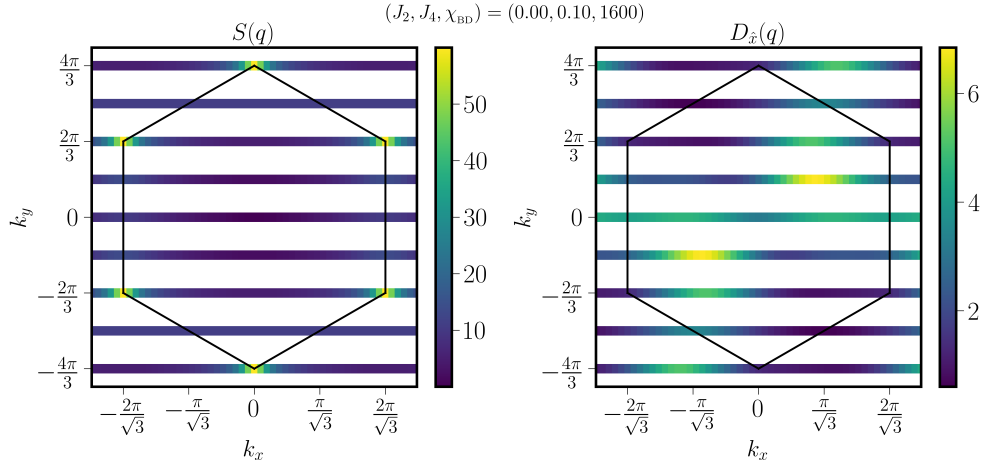 (J₂, J₄, χ_BD) = (0.00, 0.10, 1600)
S(q)
D_x̂(q)
4π/3
2π/3
0
−2π/3
−4π/3
k_y
−2π/√3
−π/√3
0
π/√3
2π/√3
k_x
50
40
30
20
10
4π/3
2π/3
0
−2π/3
−4π/3
k_y
−2π/√3
−π/√3
0
π/√3
2π/√3
k_x
6
4
2